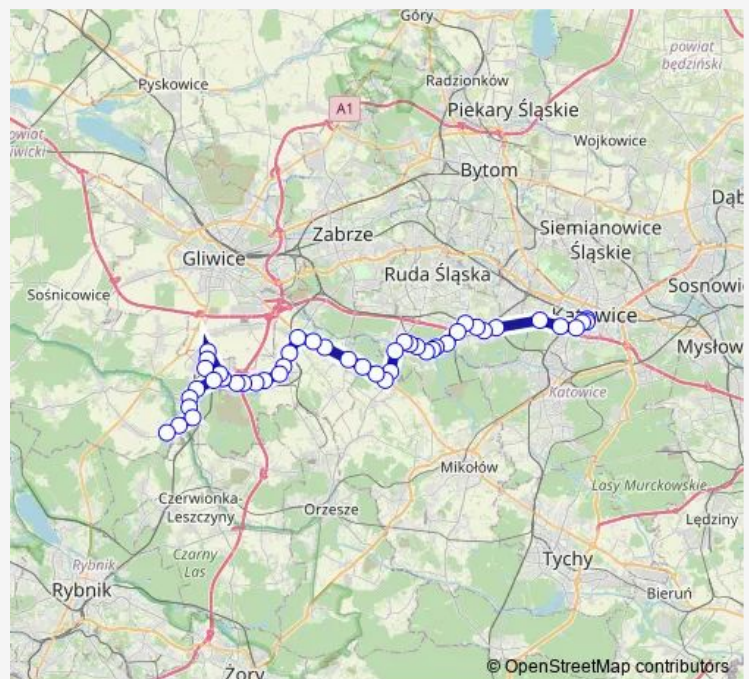 Góry
powiat
będziński
Pyskowice
Radzionków
A1
Piekary Śląskie
Wojkowice
owiat
iwicki
Bytom
Dąb
Siemianowice
Śląskie
Zabrze
Gliwice
Ruda Śląska
Sosnowi
Sośnicowice
Katowice
Mysłow
Katowice
Mikołów
Lasy Murckowskie
Czerwionka-
Leszczyny
Orzesze
Lędziny
Czarny
Las
Tychy
Rybnik
Rybnik
Bieruń
Żory
© OpenStreetMap contributors